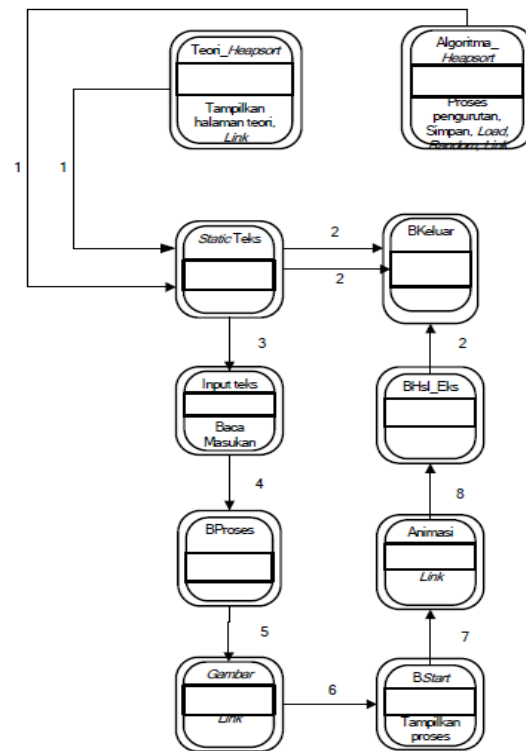 Teori_Heapsort
Tampilkan
halaman teori,
Link
Algoritma_
Heapsort
Proses
pengurutan,
Simpan, Load,
Random, Link
1
1
Static Teks
2
2
BKeluar
3
2
Input teks
Baca
Masukan
BHsl_Eks
4
8
BProses
Animasi
Link
5
7
Gambar
Link
6
BStart
Tampilkan
proses